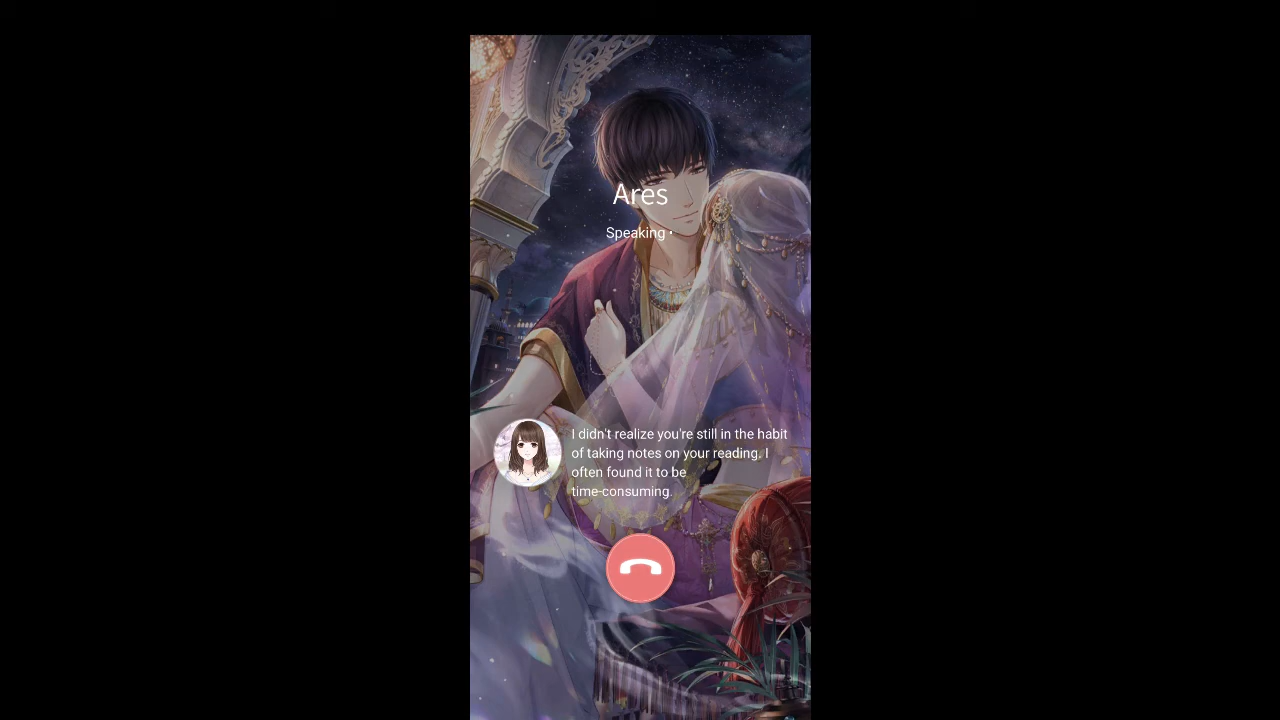 Ares
Speaking •
I didn't realize you're still in the habit
of taking notes on your reading. I
often found it to be
time-consuming.